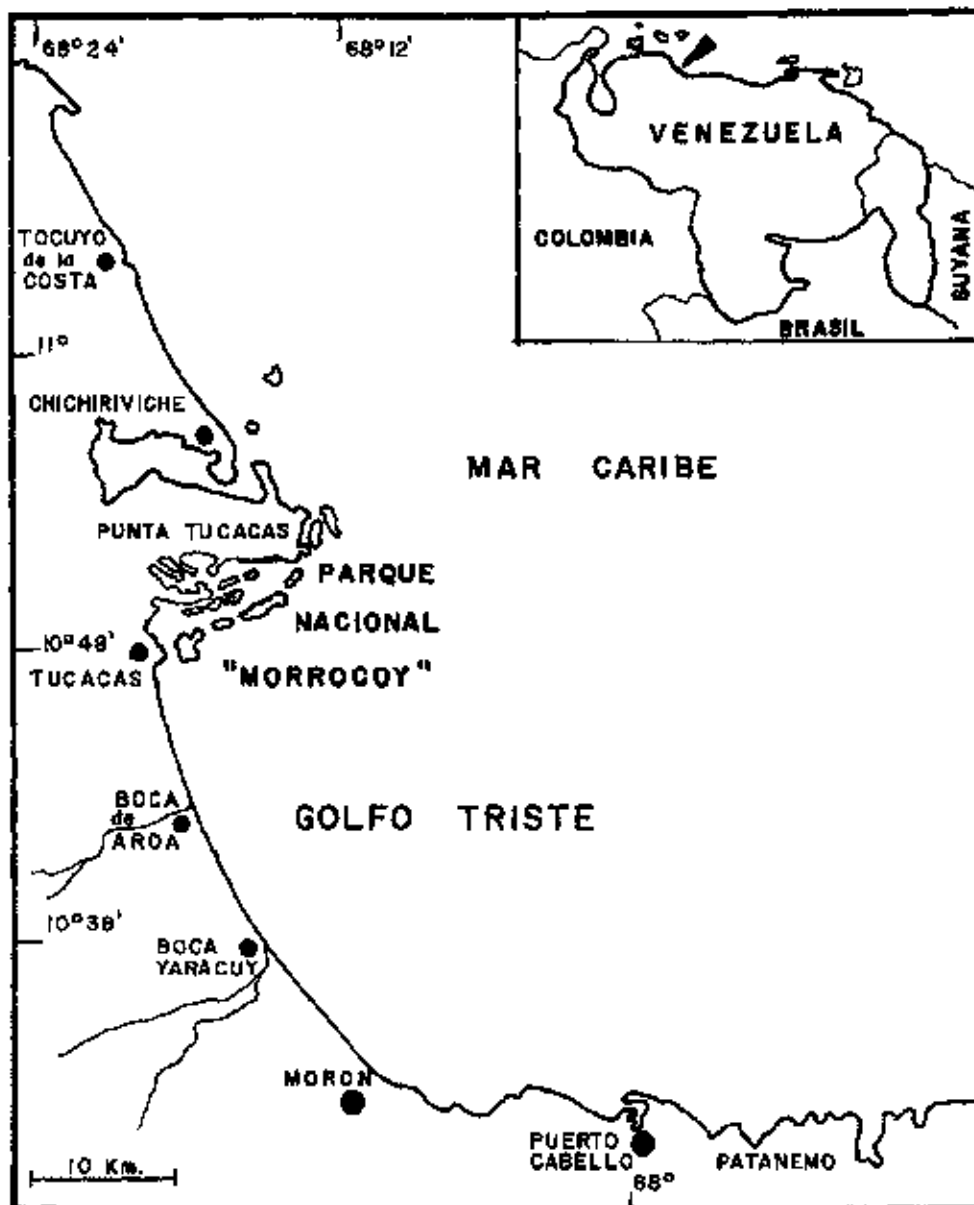 68°24'
68°12'
VENEZUELA
COLOMBIA
GUYANA
BRASIL
TOCUYO
de la
COSTA
11°
CHICHIRIVICHE
MAR CARIBE
PUNTA TUCACAS
PARQUE
NACIONAL
"MORROCOY"
10°49'
TUCACAS
BOCA
de
AROA
GOLFO TRISTE
10°38'
BOCA
YARACUY
MORON
PUERTO
CABELLO
PATANEMO
10 Km.
68°